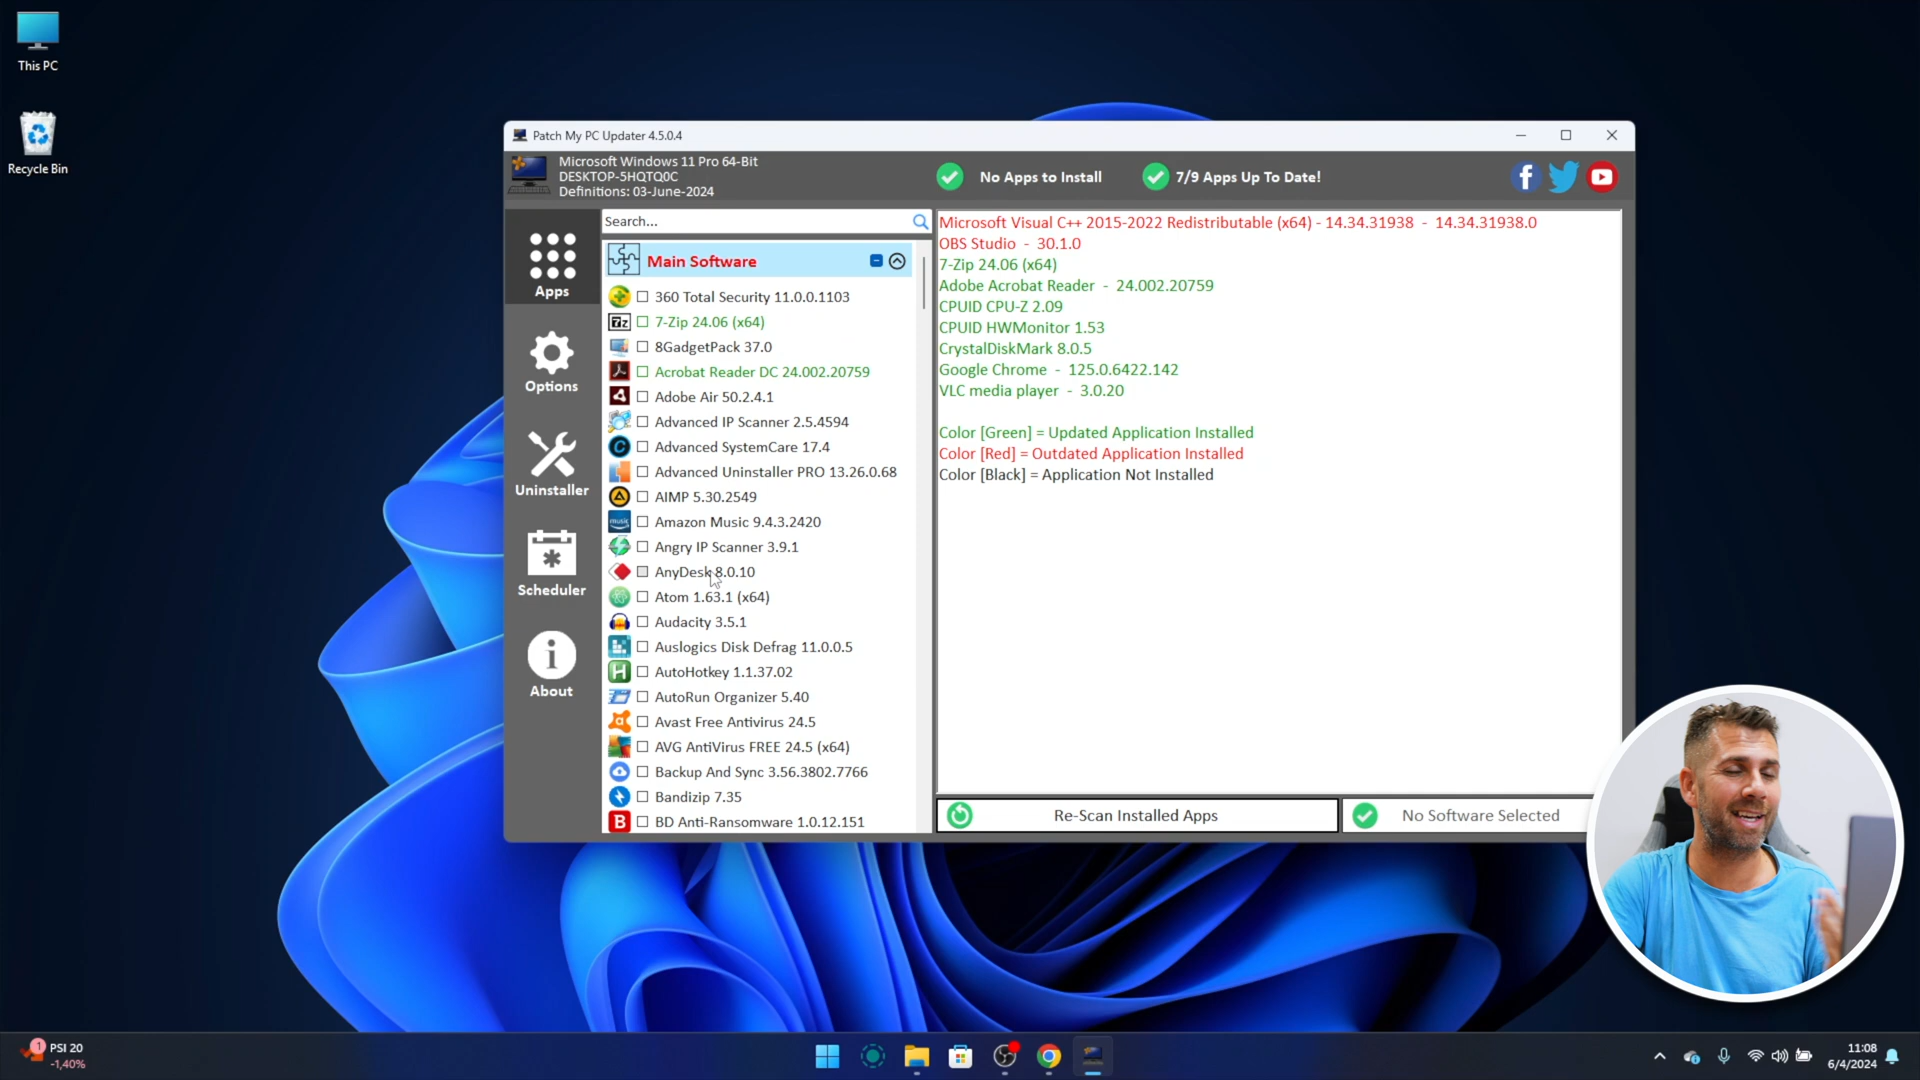 This PC
Recycle Bin
Patch My PC Updater 4.5.0.4
Microsoft Windows 11 Pro 64-Bit
DESKTOP-5HQTQ0C
Definitions: 03-June-2024
No Apps to Install
7/9 Apps Up To Date!
Apps
Options
Uninstaller
Scheduler
About
Search...
Main Software
360 Total Security 11.0.0.1103
7-Zip 24.06 (x64)
8GadgetPack 37.0
Acrobat Reader DC 24.002.20759
Adobe Air 50.2.4.1
Advanced IP Scanner 2.5.4594
Advanced SystemCare 17.4
Advanced Uninstaller PRO 13.26.0.68
AIMP 5.30.2549
Amazon Music 9.4.3.2420
Angry IP Scanner 3.9.1
AnyDesk 8.0.10
Atom 1.63.1 (x64)
Audacity 3.5.1
Auslogics Disk Defrag 11.0.0.5
AutoHotkey 1.1.37.02
AutoRun Organizer 5.40
Avast Free Antivirus 24.5
AVG AntiVirus FREE 24.5 (x64)
Backup And Sync 3.56.3802.7766
Bandizip 7.35
BD Anti-Ransomware 1.0.12.151
Microsoft Visual C++ 2015-2022 Redistributable (x64) - 14.34.31938 - 14.34.31938.0
OBS Studio - 30.1.0
7-Zip 24.06 (x64)
Adobe Acrobat Reader - 24.002.20759
CPUID CPU-Z 2.09
CPUID HWMonitor 1.53
CrystalDiskMark 8.0.5
Google Chrome - 125.0.6422.142
VLC media player - 3.0.20
Color [Green] = Updated Application Installed
Color [Red] = Outdated Application Installed
Color [Black] = Application Not Installed
Re-Scan Installed Apps
No Software Selected
1
PSI 20
-1,40%
11:08
6/4/2024